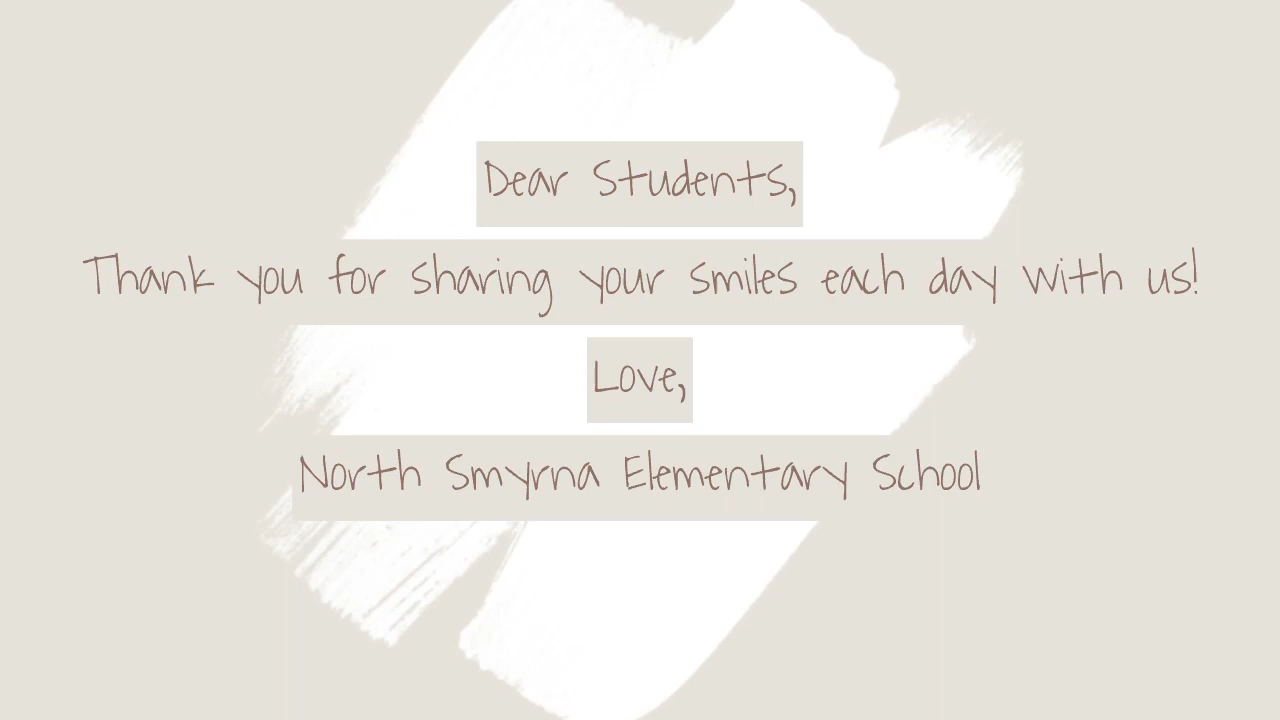 Dear Students,
Thank you for sharing your smiles each day with us!
Love,
North Smyrna Elementary School